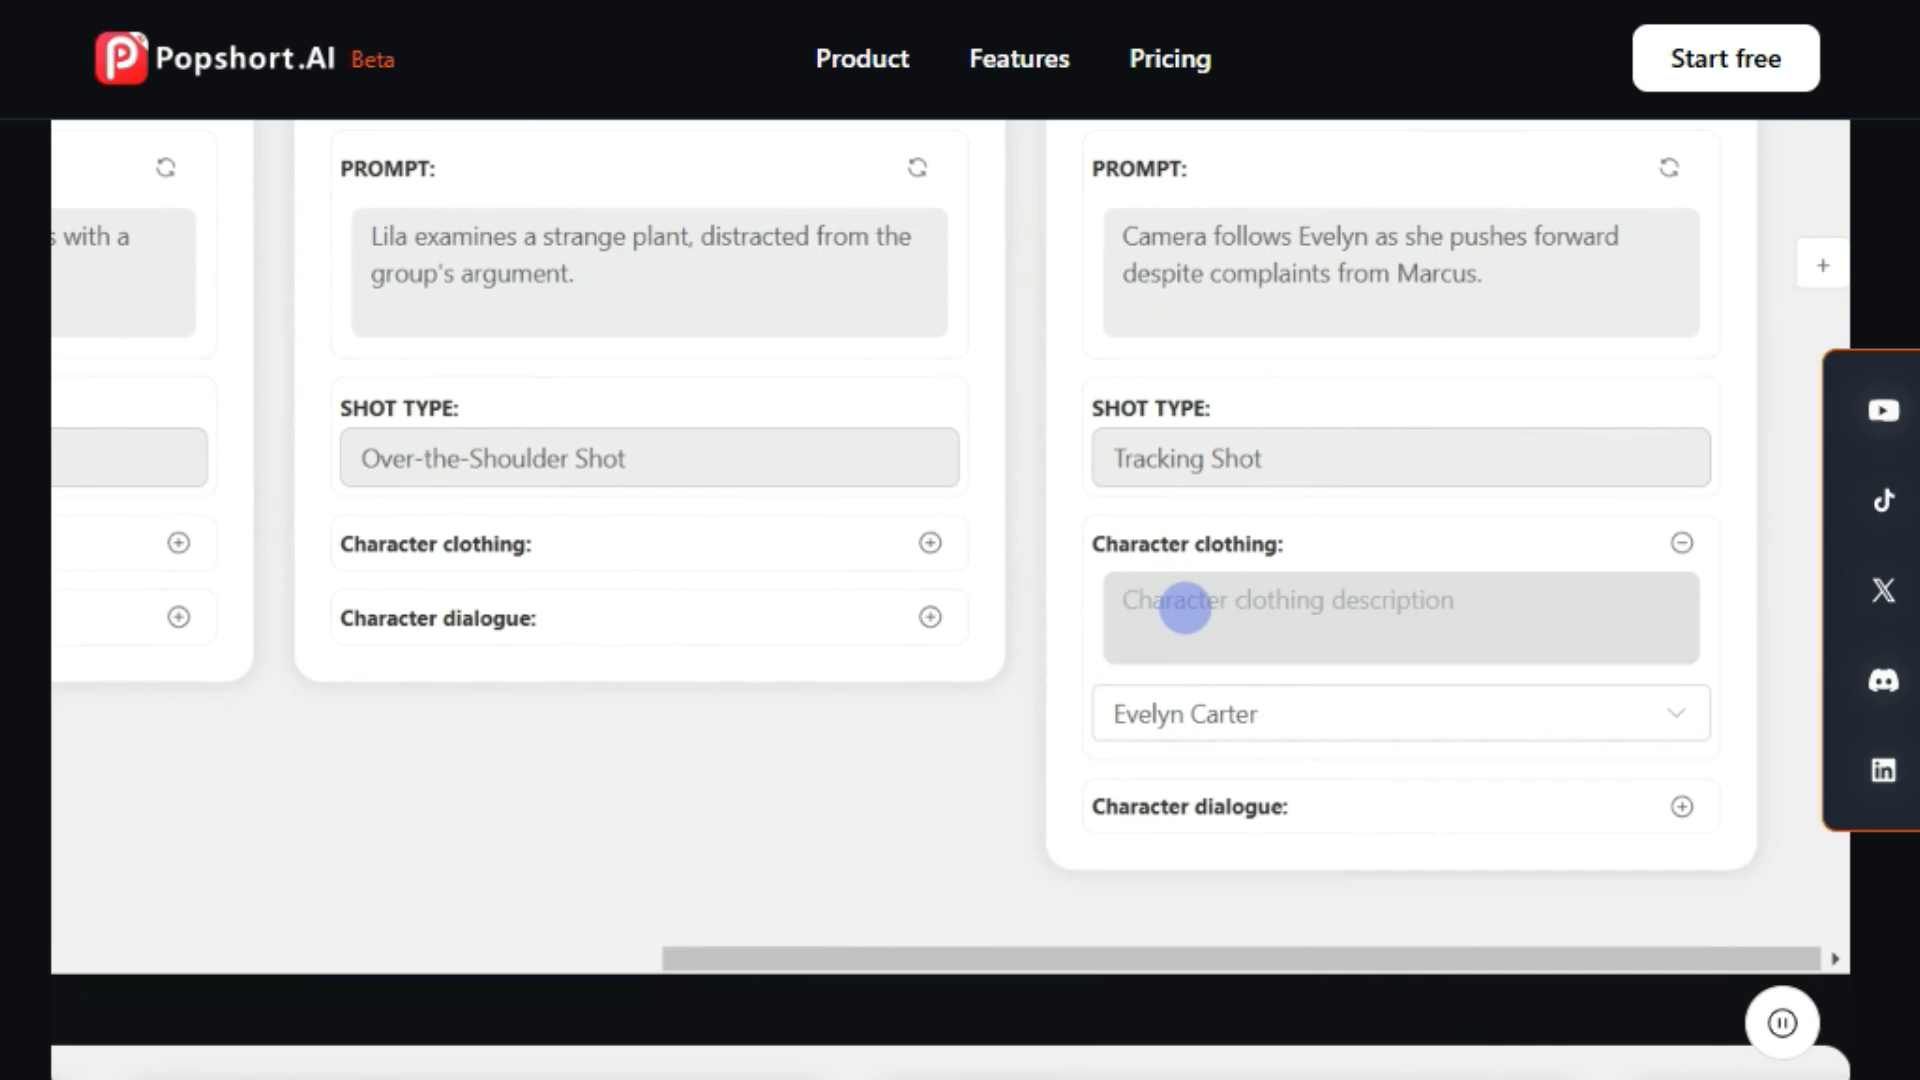 Popshort.AI Beta
Product
Features
Pricing
Start free
s with a
PROMPT:
Lila examines a strange plant, distracted from the
group's argument.
SHOT TYPE:
Over-the-Shoulder Shot
Character clothing:
Character dialogue:
PROMPT:
Camera follows Evelyn as she pushes forward
despite complaints from Marcus.
SHOT TYPE:
Tracking Shot
Character clothing:
Character clothing description
Evelyn Carter
Character dialogue: